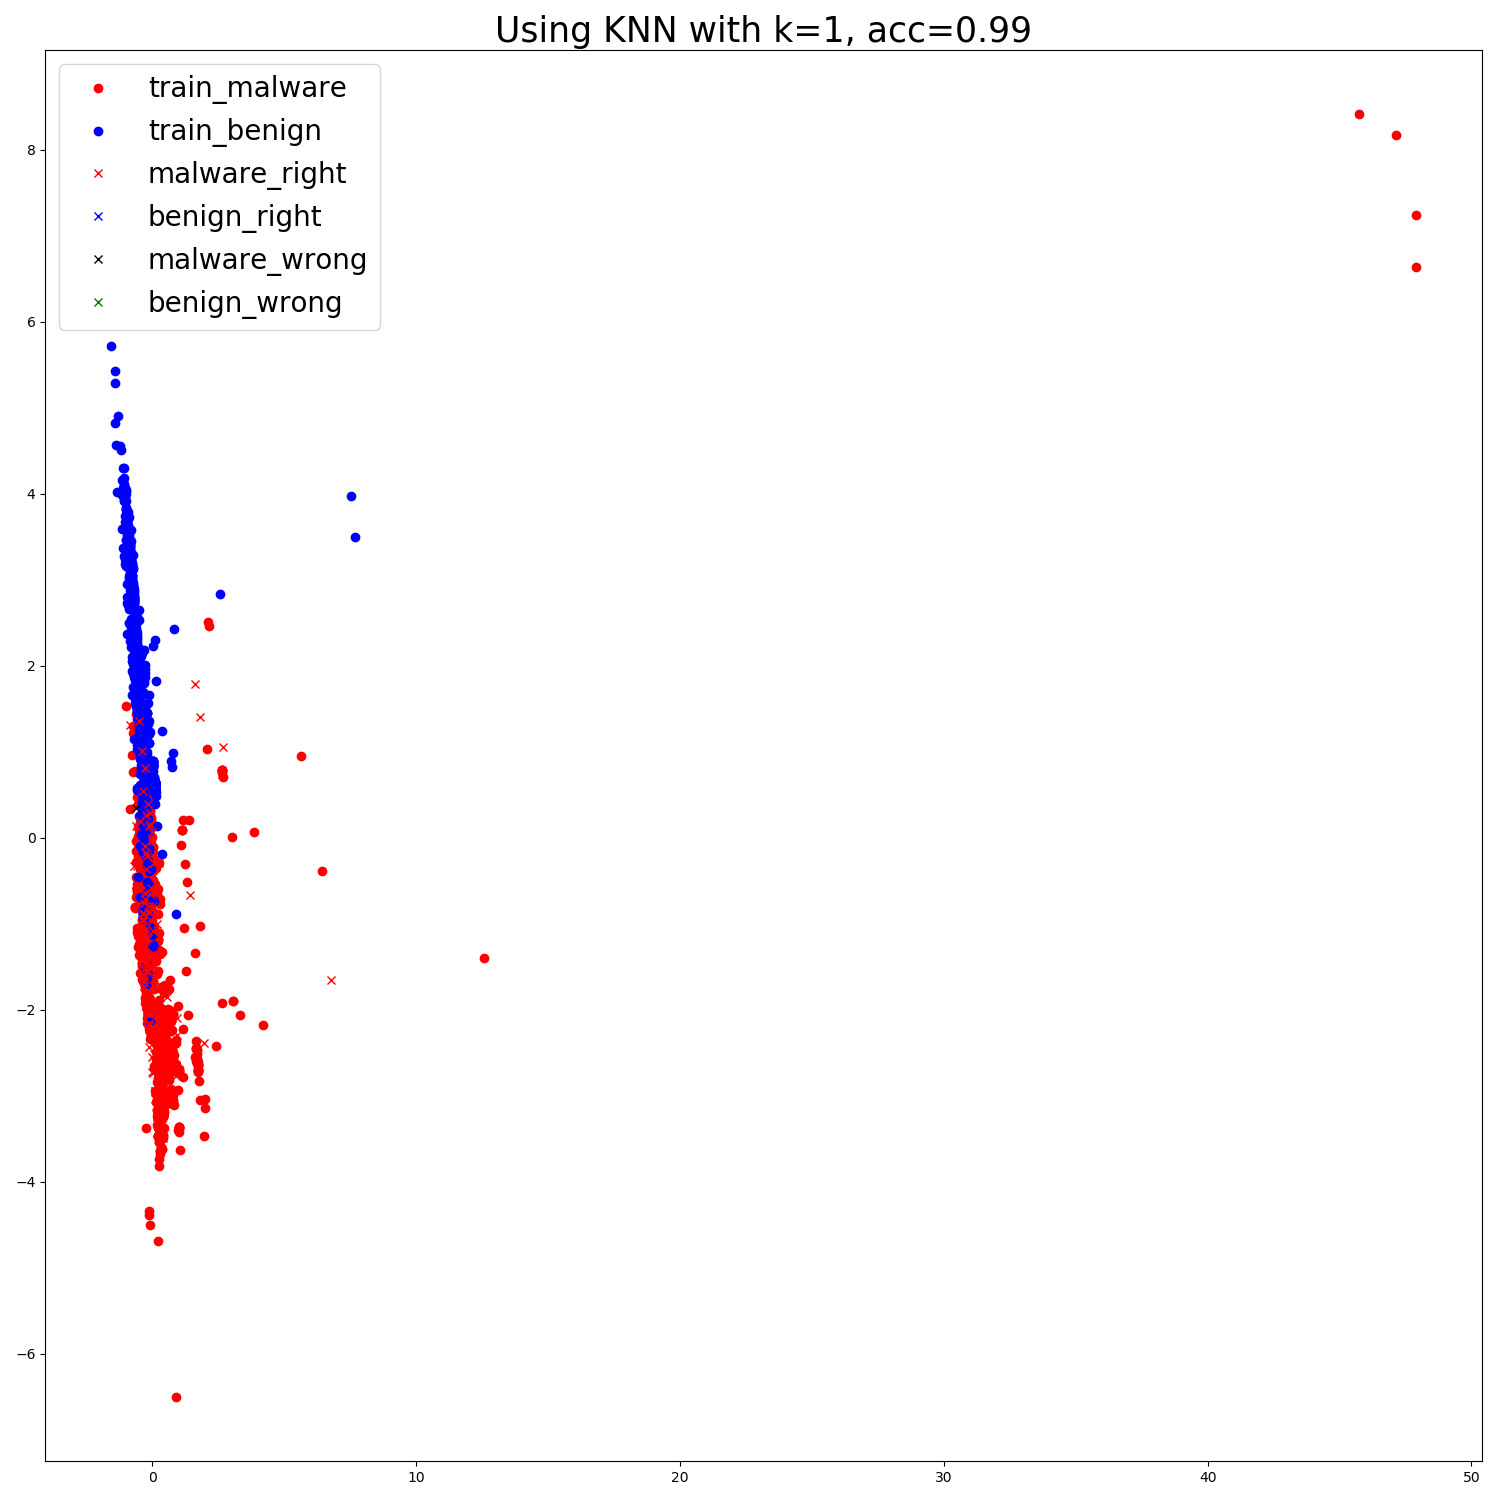 Using KNN with k=1, acc=0.99
train_malware
train_benign
malware_right
benign_right
malware_wrong
benign_wrong
8
6
4
2
0
−2
−4
−6
0 10 20 30 40 50